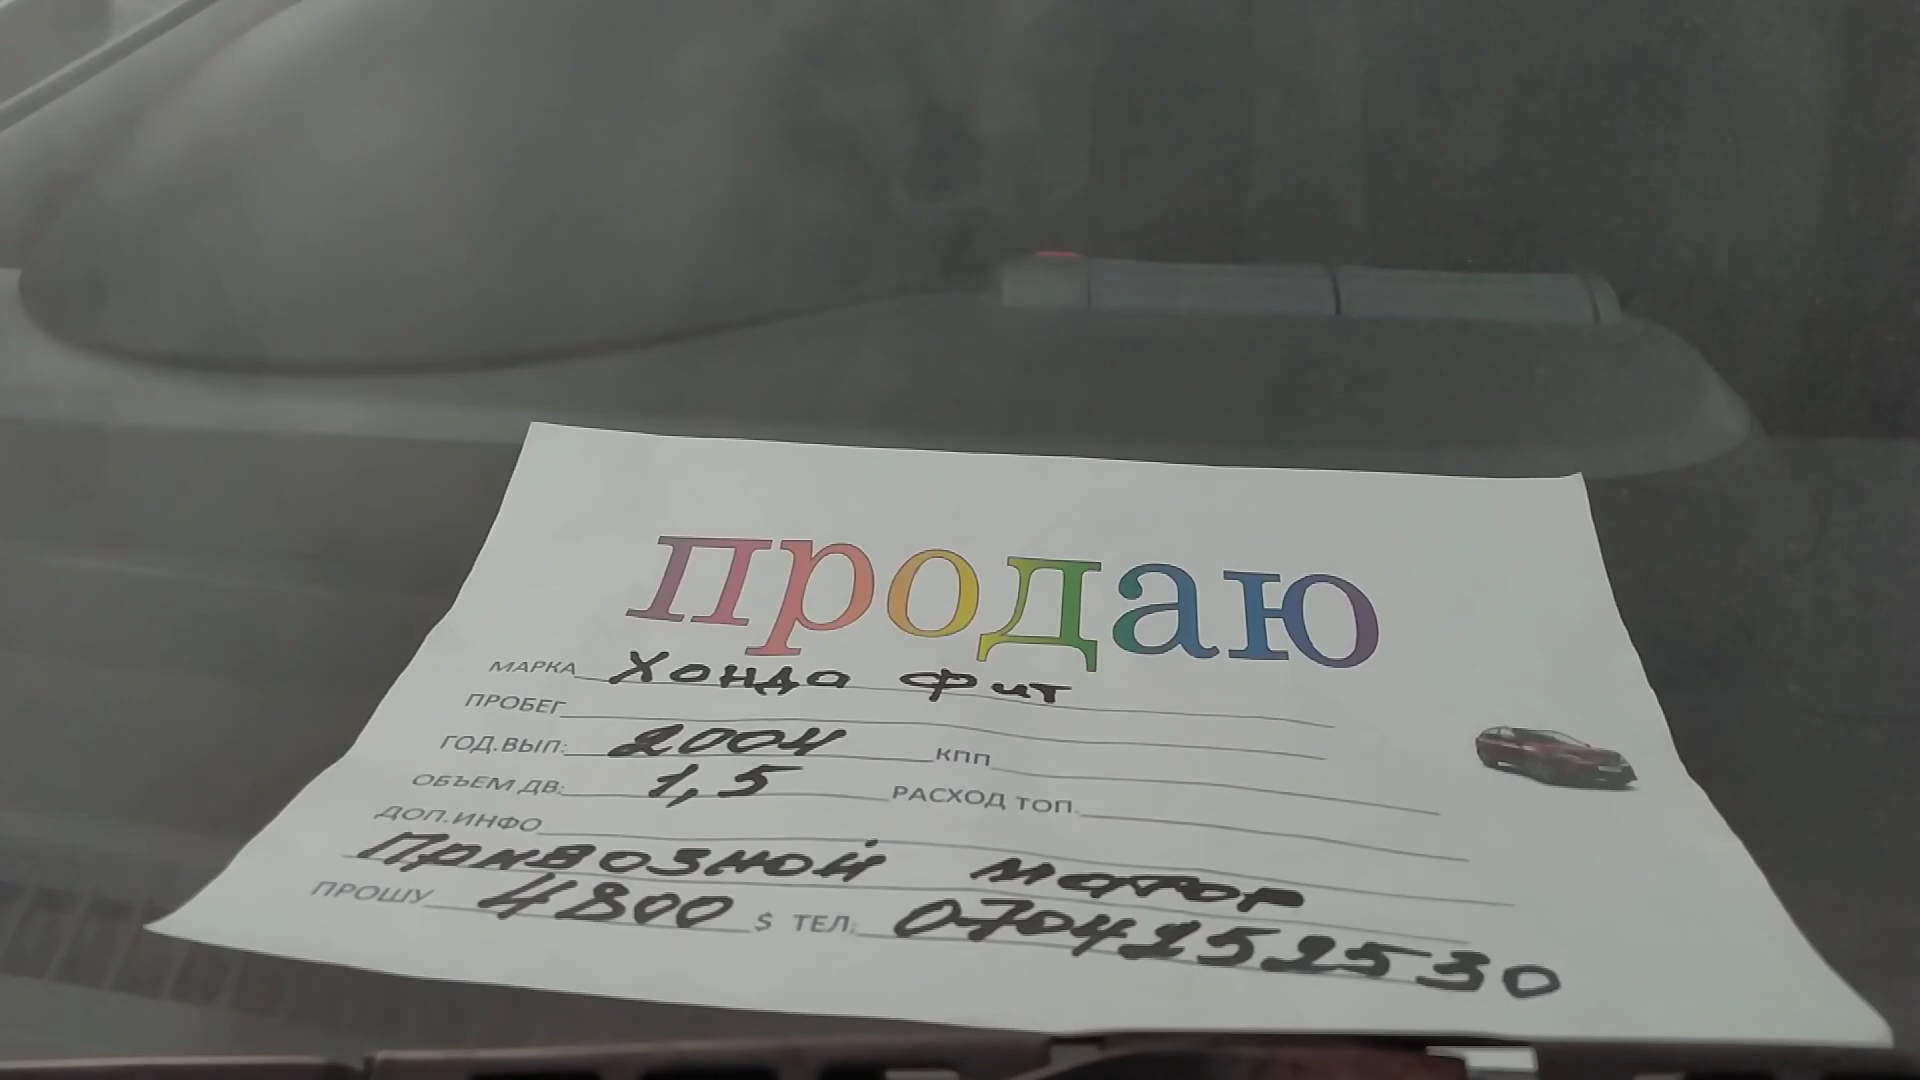 продаю
МАРКА Хонда Фит
ПРОБЕГ
ГОД.ВЫП: 2004 КПП
ОБЪЕМ ДВ: 1,5 РАСХОД ТОП.
ДОП.ИНФО
Привозной мотор
ПРОШУ 4800 $ ТЕЛ: 0704252530